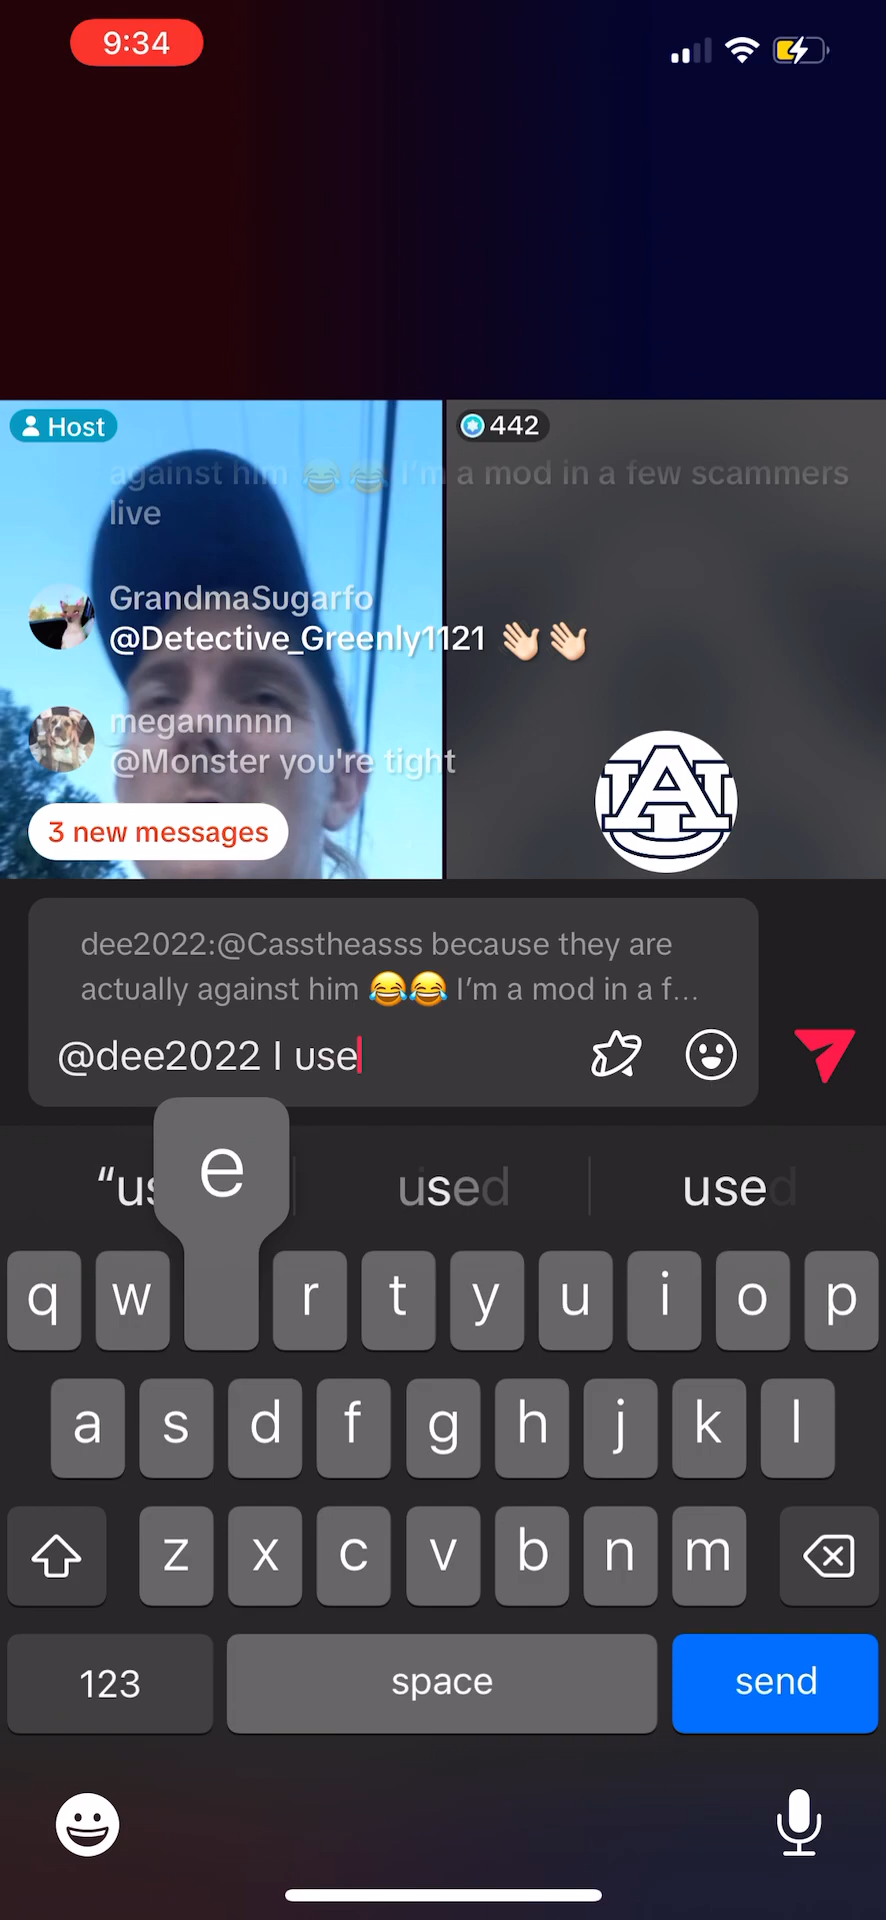 9:34
Host
442
against him 😂😂 I'm a mod in a few scammers
live
GrandmaSugarfo
@Detective_Greenly1121 👋🏻👋🏻
megannnnn
@Monster you're tight
3 new messages
dee2022:@Casstheasss because they are
actually against him 😂😂 I'm a mod in a f...
@dee2022 I use
e
"us
used
used
q w r t y u i o p
a s d f g h j k l
z x c v b n m
123 space send